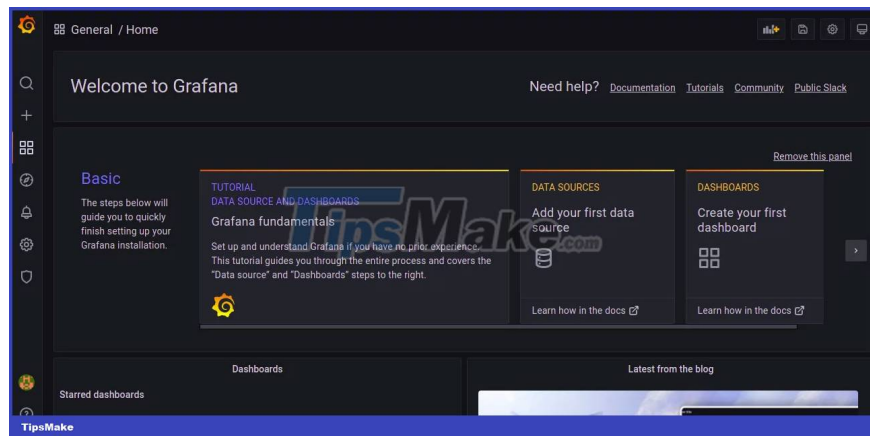 General / Home
Welcome to Grafana
Need help? Documentation Tutorials Community Public Slack
Remove this panel
Basic
The steps below will
guide you to quickly
finish setting up your
Grafana installation.
TUTORIAL
DATA SOURCE AND DASHBOARDS
Grafana fundamentals
Set up and understand Grafana if you have no prior experience.
This tutorial guides you through the entire process and covers the
"Data source" and "Dashboards" steps to the right.
DATA SOURCES
Add your first data
source
Learn how in the docs
DASHBOARDS
Create your first
dashboard
Learn how in the docs
TipsMake.com
Dashboards
Starred dashboards
Latest from the blog
TipsMake